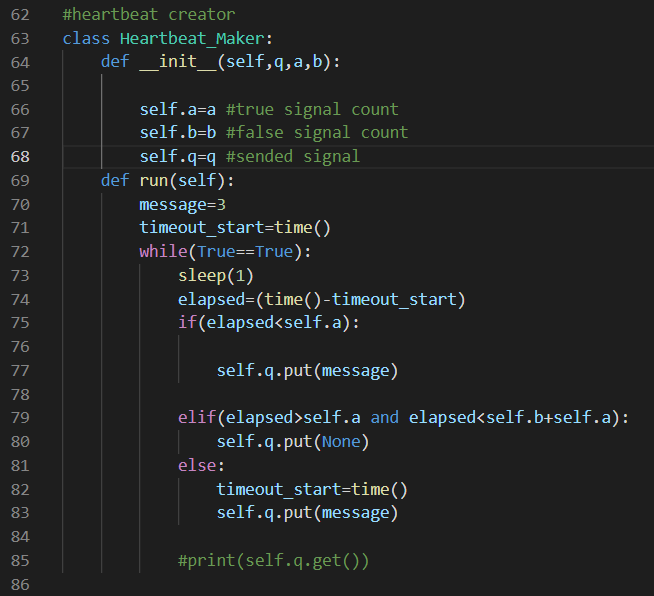 62 #heartbeat creator
63 class Heartbeat_Maker:
64     def __init__(self,q,a,b):
65
66         self.a=a #true signal count
67         self.b=b #false signal count
68         self.q=q #sended signal
69     def run(self):
70         message=3
71         timeout_start=time()
72         while(True==True):
73             sleep(1)
74             elapsed=(time()-timeout_start)
75             if(elapsed<self.a):
76
77                 self.q.put(message)
78
79             elif(elapsed>self.a and elapsed<self.b+self.a):
80                 self.q.put(None)
81             else:
82                 timeout_start=time()
83                 self.q.put(message)
84
85             #print(self.q.get())
86